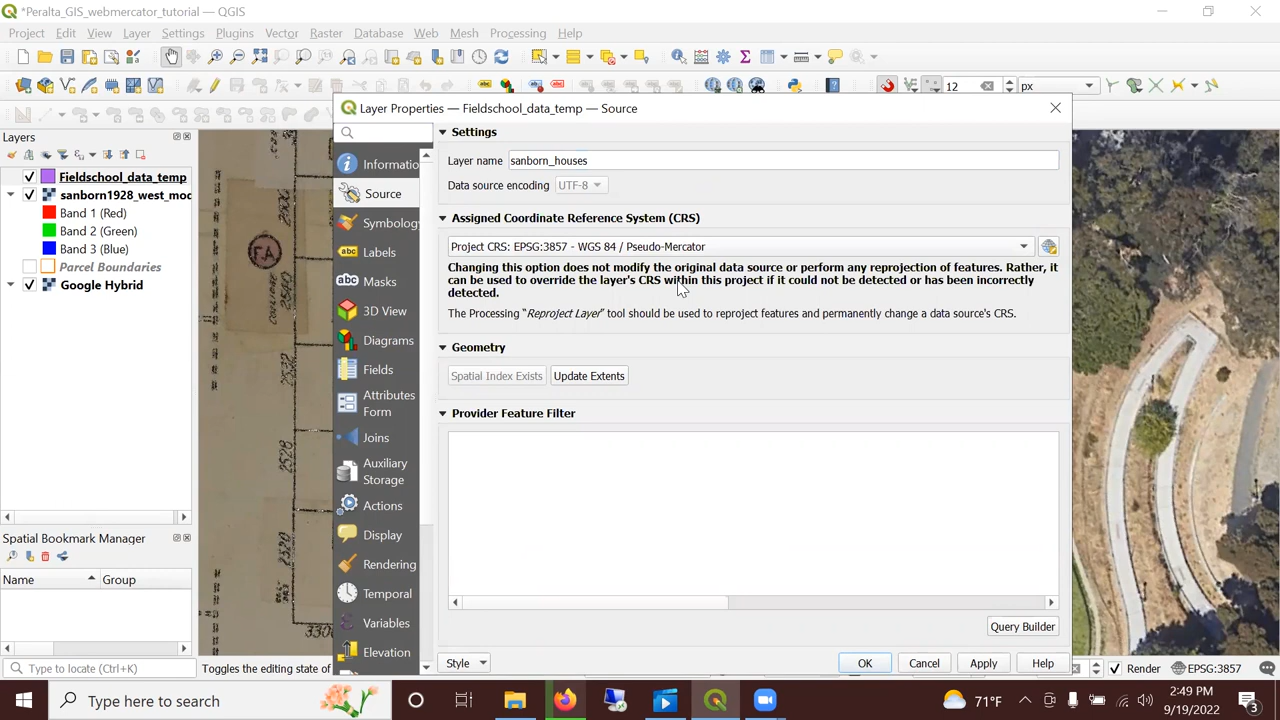 *Peralta_GIS_webmercator_tutorial — QGIS
Project Edit View Layer Settings Plugins Vector Raster Database Web Mesh Processing Help
12 px
Layers
Fieldschool_data_temp
sanborn1928_west_mod
Band 1 (Red)
Band 2 (Green)
Band 3 (Blue)
Parcel Boundaries
Google Hybrid
Spatial Bookmark Manager
Name Group
Layer Properties — Fieldschool_data_temp — Source
Informatio
Source
Symbology
Labels
Masks
3D View
Diagrams
Fields
Attributes
Form
Joins
Auxiliary
Storage
Actions
Display
Rendering
Temporal
Variables
Elevation
Settings
Layer name sanborn_houses
Data source encoding UTF-8
Assigned Coordinate Reference System (CRS)
Project CRS: EPSG:3857 - WGS 84 / Pseudo-Mercator
Changing this option does not modify the original data source or perform any reprojection of features. Rather, it
can be used to override the layer's CRS within this project if it could not be detected or has been incorrectly
detected.
The Processing “Reproject Layer” tool should be used to reproject features and permanently change a data source's CRS.
Geometry
Spatial Index Exists Update Extents
Provider Feature Filter
Query Builder
Style OK Cancel Apply Help
2528
3300
Type to locate (Ctrl+K) Toggles the editing state of Render EPSG:3857
Type here to search 71°F 2:49 PM
9/19/2022 3